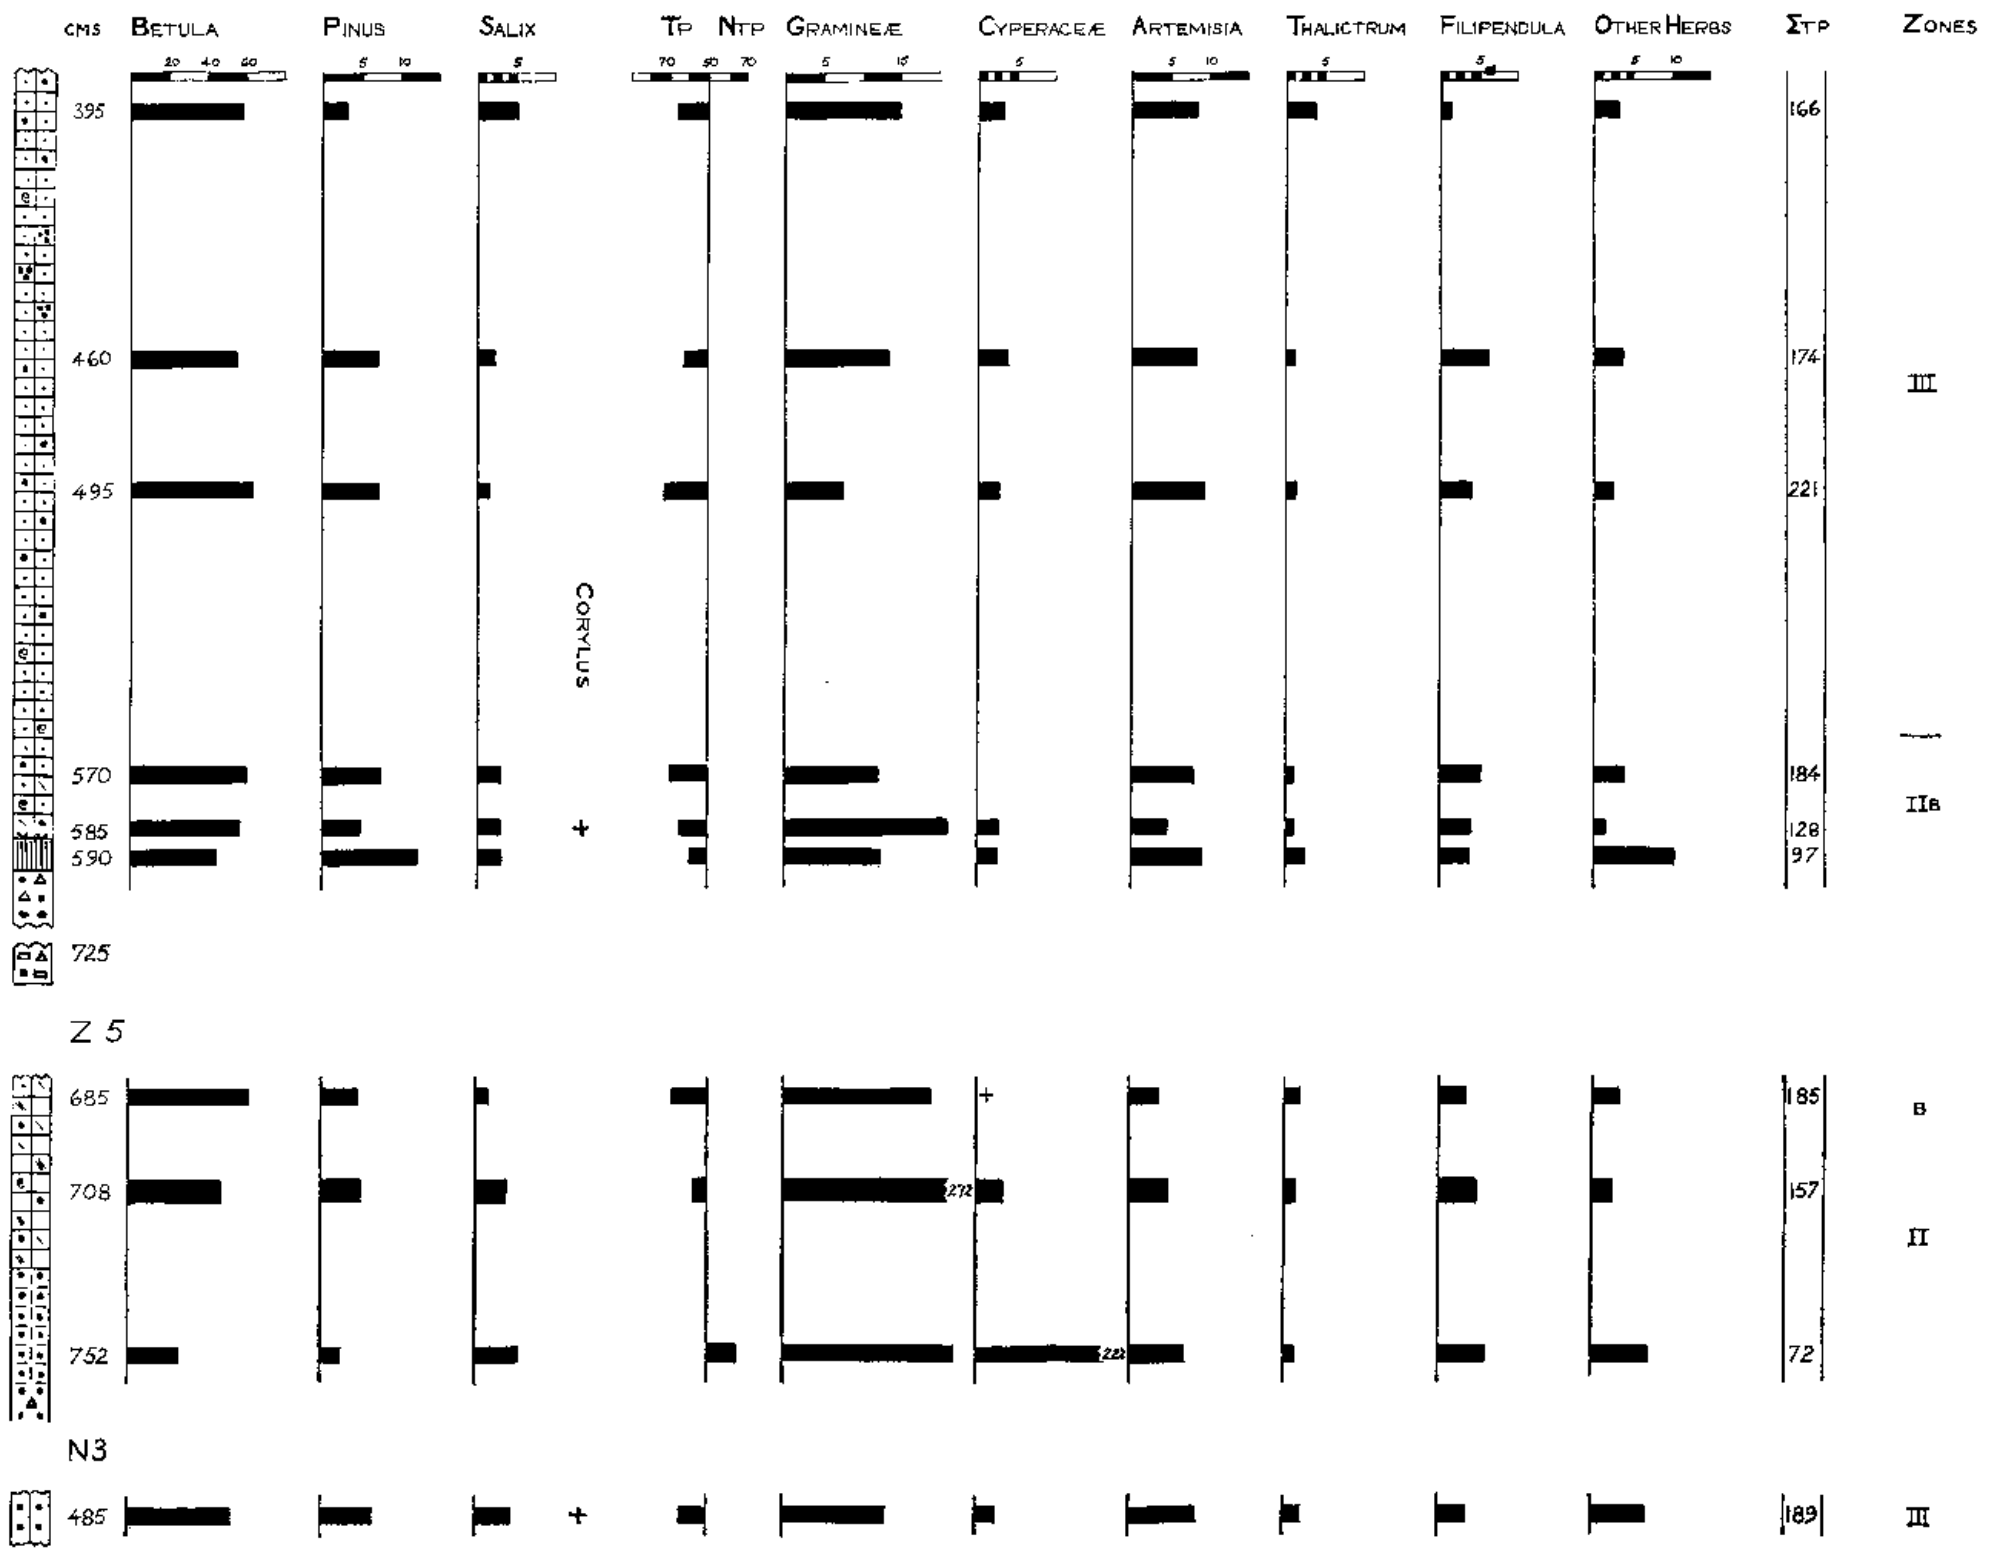 CMS BETULA PINUS SALIX TP NTP GRAMINEÆ CYPERACEÆ ARTEMISIA THALICTRUM FILIPENDULA OTHER HERBS ΣTP ZONES
20 40 60 5 10 5 70 50 70 5 15 5 5 10 5 5 5 10
395 166
460 174
III
495 221
CORYLUS
570 184
IIB
585 + 128
590 97
725
Z 5
685 + 185
B
708 272 157
II
752 222 72
N3
485 + 189 III